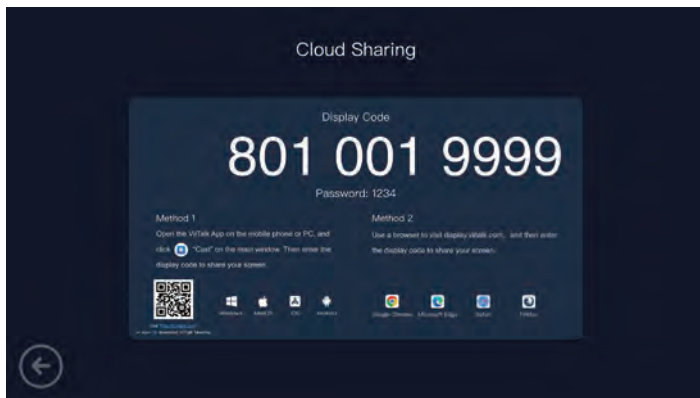 Cloud Sharing
Display Code
801 001 9999
Password: 1234
Method 1
Open the ViiTalk App on the mobile phone or PC, and
click "Cast" on the main window. Then enter the
display code to share your screen.
Method 2
Use a browser to visit display.viitalk.com, and then enter
the display code to share your screen.
Windows MacOS iOS Android
Google Chrome Microsoft Edge Safari Firefox